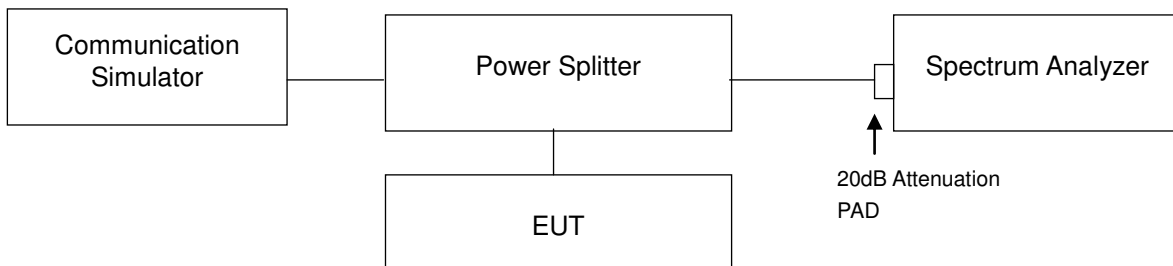 Communication
Simulator
Power Splitter
Spectrum Analyzer
20dB Attenuation
PAD
EUT